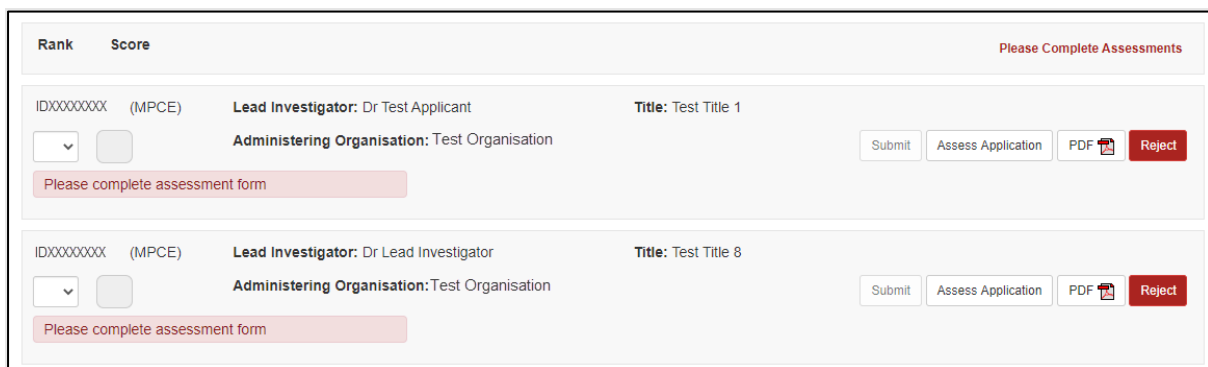 Rank Score Please Complete Assessments
IDXXXXXXXX (MPCE) Lead Investigator: Dr Test Applicant Title: Test Title 1
Administering Organisation: Test Organisation Submit Assess Application PDF Reject
Please complete assessment form
IDXXXXXXXX (MPCE) Lead Investigator: Dr Lead Investigator Title: Test Title 8
Administering Organisation:Test Organisation Submit Assess Application PDF Reject
Please complete assessment form